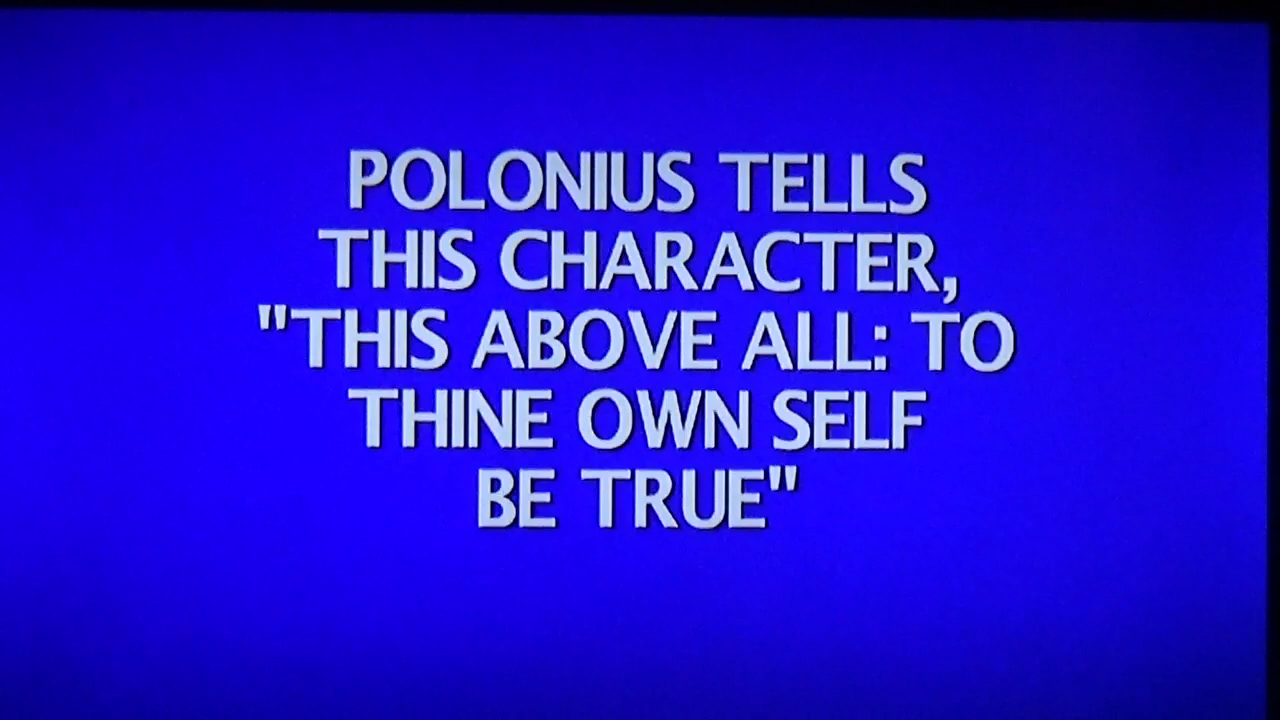 POLONIUS TELLS
THIS CHARACTER,
"THIS ABOVE ALL: TO
THINE OWN SELF
BE TRUE"